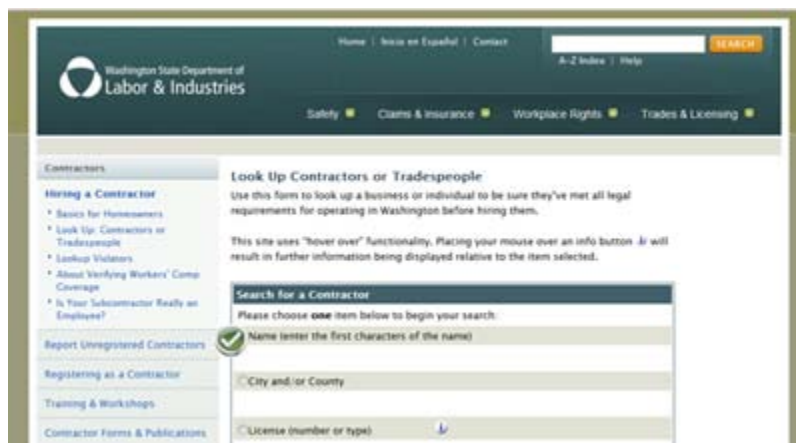 Home | Inicio en Español | Contact
SEARCH
A-Z Index | Help
Washington State Department of
Labor & Industries
Safety
Claims & Insurance
Workplace Rights
Trades & Licensing
Contractors
Hiring a Contractor
Basics for Homeowners
Look Up Contractors or
Tradespeople
Lookup Violators
About Verifying Workers' Comp
Coverage
Is Your Subcontractor Really an
Employee?
Report Unregistered Contractors
Registering as a Contractor
Training & Workshops
Contractor Forms & Publications
Look Up Contractors or Tradespeople
Use this form to look up a business or individual to be sure they've met all legal
requirements for operating in Washington before hiring them.
This site uses "hover over" functionality. Placing your mouse over an info button i will
result in further information being displayed relative to the item selected.
Search for a Contractor
Please choose one item below to begin your search:
Name (enter the first characters of the name)
City and/or County
License (number or type) i